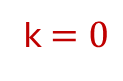 k = 0